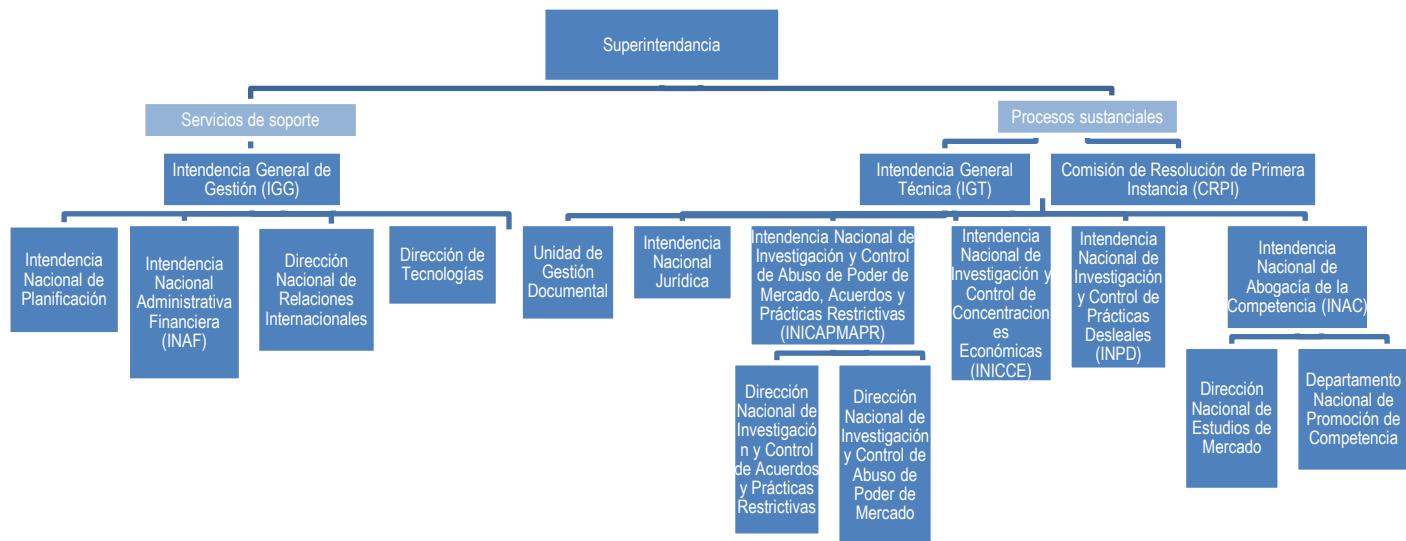 Superintendancia
Servicios de soporte
Procesos sustanciales
Intendencia General de
Gestión (IGG)
Intendencia General
Técnica (IGT)
Comisión de Resolución de Primera
Instancia (CRPI)
Intendencia
Nacional de
Planificación
Intendencia
Nacional
Administrativa
Financiera
(INAF)
Dirección
Nacional de
Relaciones
Internacionales
Dirección de
Tecnologías
Unidad de
Gestión
Documental
Intendencia
Nacional
Jurídica
Intendencia Nacional de
Investigación y Control
de Abuso de Poder de
Mercado, Acuerdos y
Prácticas Restrictivas
(INICAPMAPR)
Intendencia
Nacional de
Investigación y
Control de
Concentracion
es
Económicas
(INICCE)
Intendencia
Nacional de
Investigación
y Control de
Prácticas
Desleales
(INPD)
Intendencia
Nacional de
Abogacía de la
Competencia (INAC)
Dirección
Nacional de
Investigació
n y Control
de Acuerdos
y Prácticas
Restrictivas
Dirección
Nacional de
Investigación
y Control de
Abuso de
Poder de
Mercado
Dirección
Nacional de
Estudios de
Mercado
Departamento
Nacional de
Promoción de
Competencia